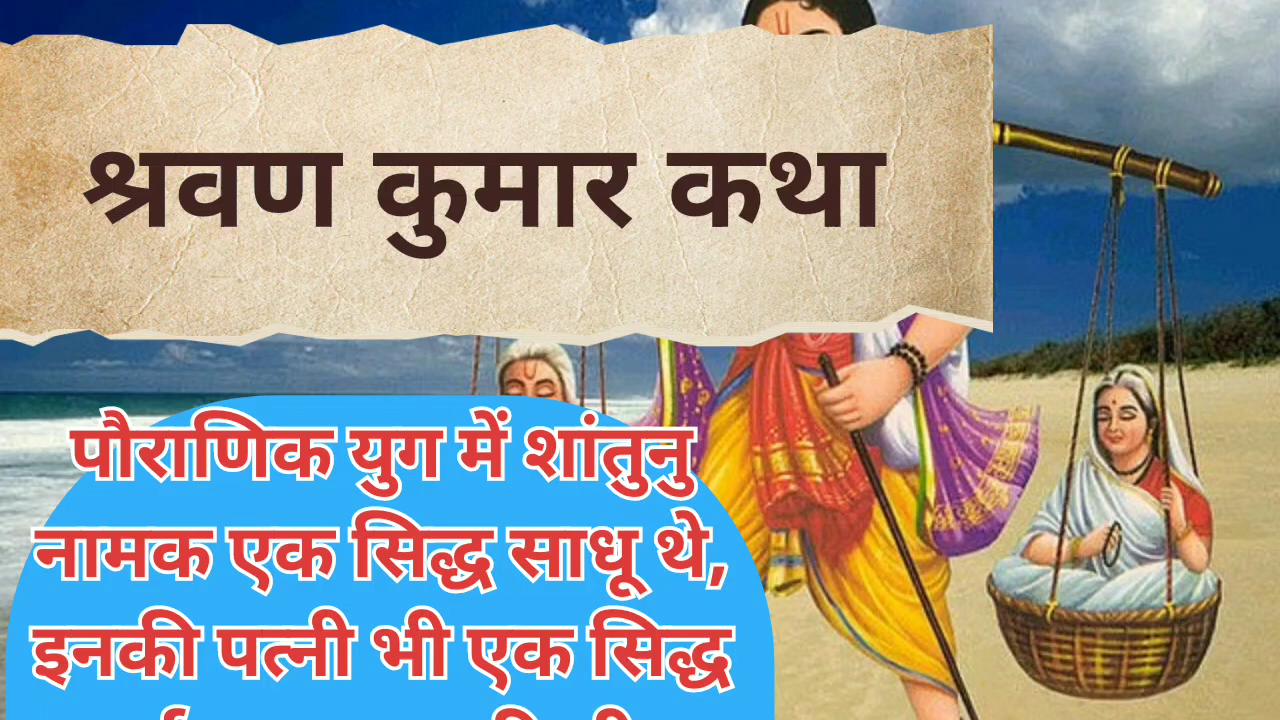 श्रवण कुमार कथा
पौराणिक युग में शांतुनु
नामक एक सिद्ध साधू थे,
इनकी पत्नी भी एक सिद्ध